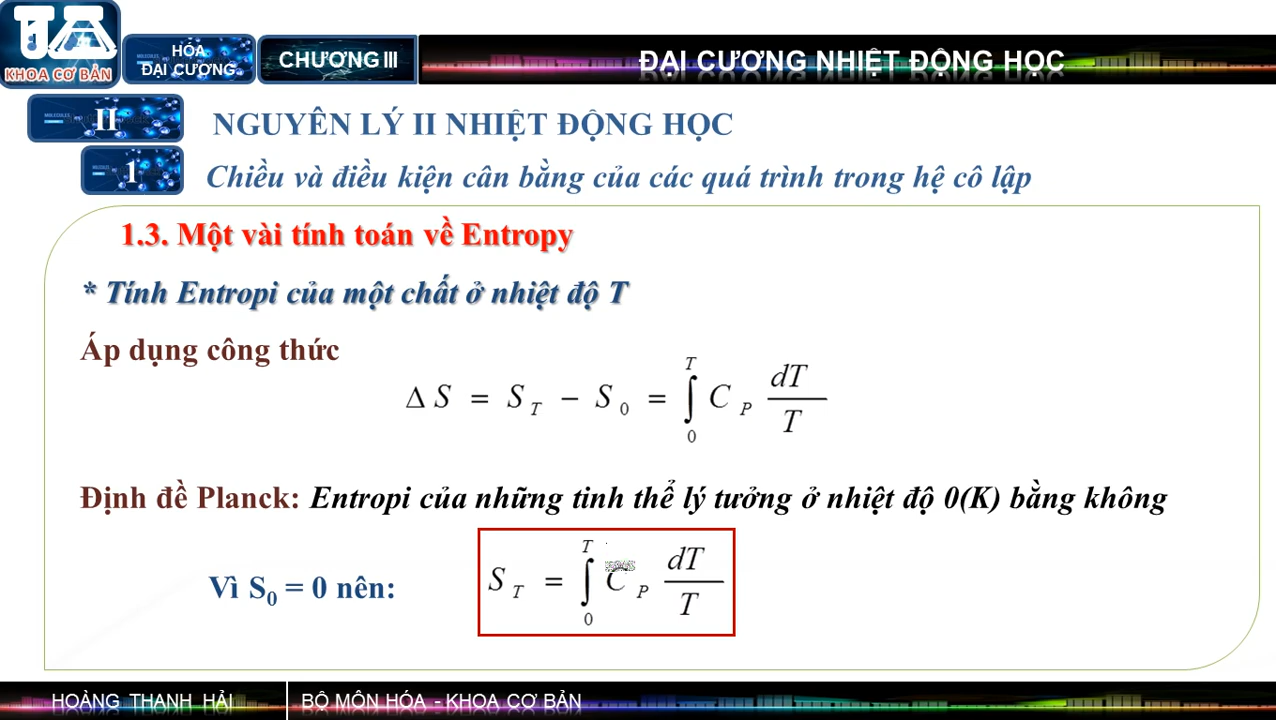 KHOA CƠ BẢN
HÓA
ĐẠI CƯƠNG
CHƯƠNG III
ĐẠI CƯƠNG NHIỆT ĐỘNG HỌC
II
NGUYÊN LÝ II NHIỆT ĐỘNG HỌC
1
Chiều và điều kiện cân bằng của các quá trình trong hệ cô lập
1.3. Một vài tính toán về Entropy
* Tính Entropi của một chất ở nhiệt độ T
Áp dụng công thức
Δ S = S_T − S_0 = ∫_0^T C_P dT/T
Định đề Planck: Entropi của những tinh thể lý tưởng ở nhiệt độ 0(K) bằng không
Vì S₀ = 0 nên:
S_T = ∫_0^T C_P dT/T
HOÀNG THANH HẢI
BỘ MÔN HÓA - KHOA CƠ BẢN